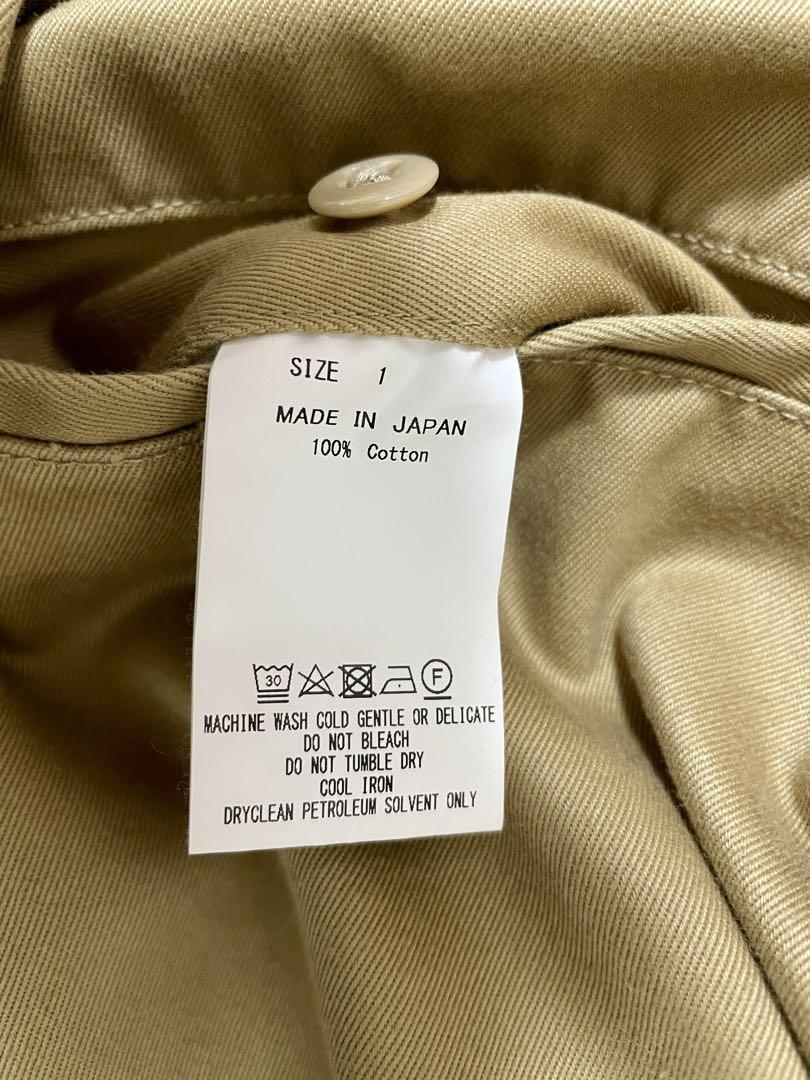 SIZE 1
MADE IN JAPAN
100% Cotton
30 F
MACHINE WASH COLD GENTLE OR DELICATE
DO NOT BLEACH
DO NOT TUMBLE DRY
COOL IRON
DRYCLEAN PETROLEUM SOLVENT ONLY